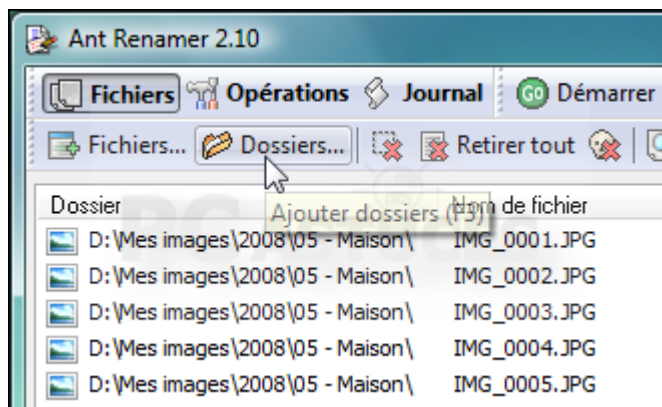 Ant Renamer 2.10
Fichiers Opérations Journal GO Démarrer
Fichiers... Dossiers... Retirer tout
Dossier Nom de fichier
Ajouter dossiers (F3)
D:\Mes images\2008\05 - Maison\ IMG_0001.JPG
D:\Mes images\2008\05 - Maison\ IMG_0002.JPG
D:\Mes images\2008\05 - Maison\ IMG_0003.JPG
D:\Mes images\2008\05 - Maison\ IMG_0004.JPG
D:\Mes images\2008\05 - Maison\ IMG_0005.JPG